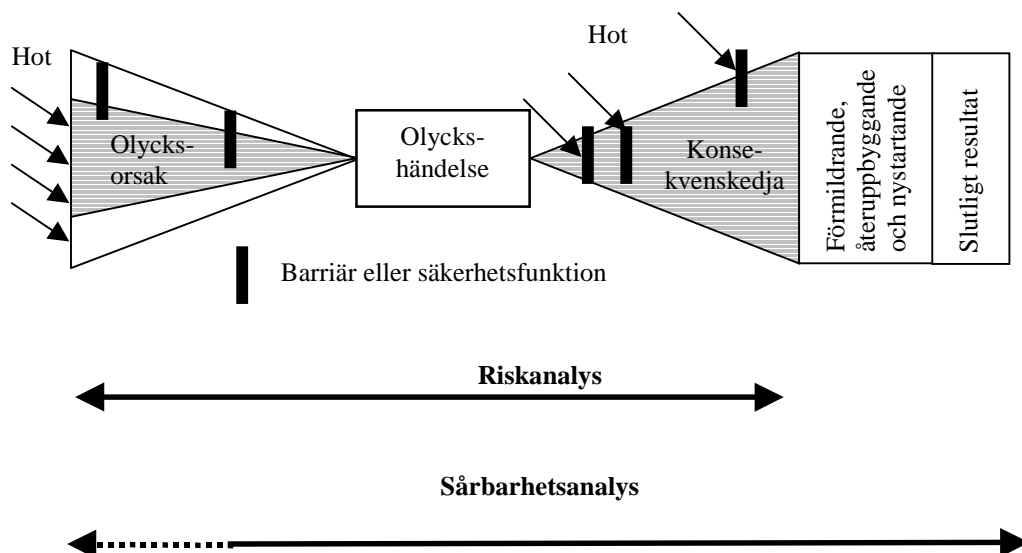 Hot
Hot
Olycks-
orsak
Olycks-
händelse
Konse-
kvenskedja
Förmildrande,
återuppbyggande
och nystartande
Slutligt resultat
Barriär eller säkerhetsfunktion
Riskanalys
Sårbarhetsanalys